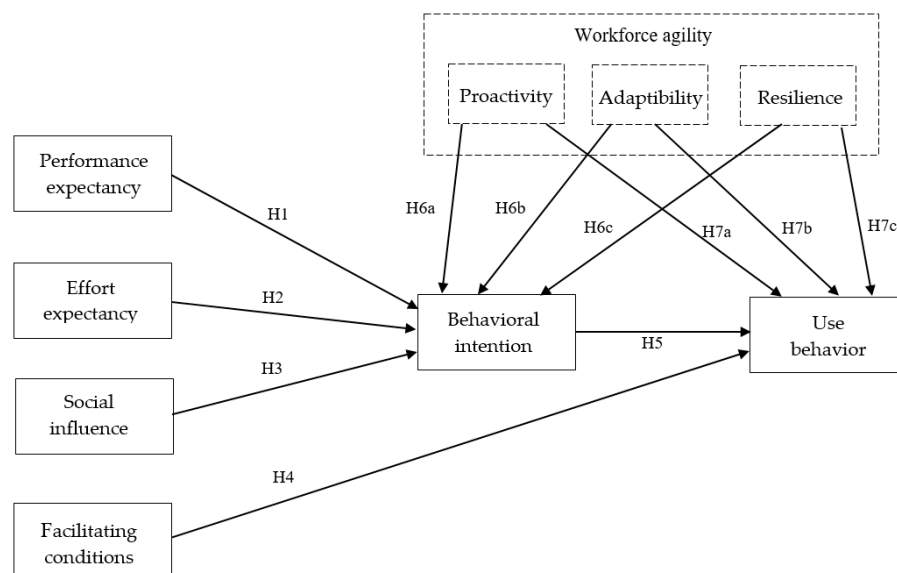 Workforce agility
Proactivity
Adaptibility
Resilience
Performance
expectancy
H1
H6a
H6b
H6c
H7a
H7b
H7c
Effort
expectancy
H2
Behavioral
intention
H5
Use
behavior
H3
Social
influence
H4
Facilitating
conditions